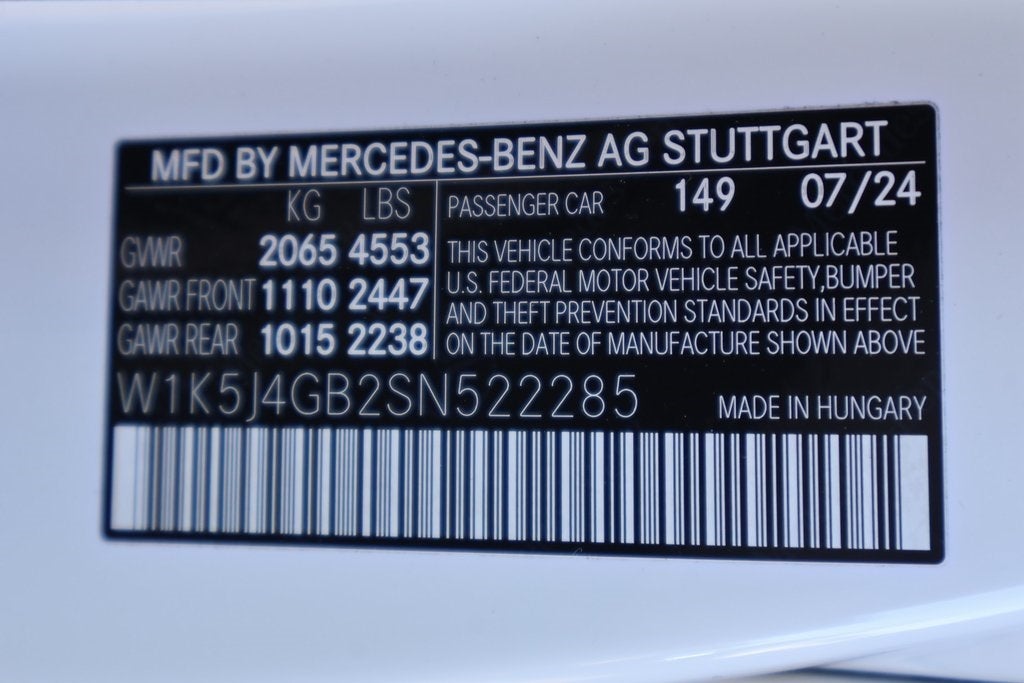 MFD BY MERCEDES-BENZ AG STUTTGART
KG LBS
GVWR 2065 4553
GAWR FRONT 1110 2447
GAWR REAR 1015 2238
PASSENGER CAR 149 07/24
THIS VEHICLE CONFORMS TO ALL APPLICABLE
U.S. FEDERAL MOTOR VEHICLE SAFETY,BUMPER
AND THEFT PREVENTION STANDARDS IN EFFECT
ON THE DATE OF MANUFACTURE SHOWN ABOVE
W1K5J4GB2SN522285
MADE IN HUNGARY